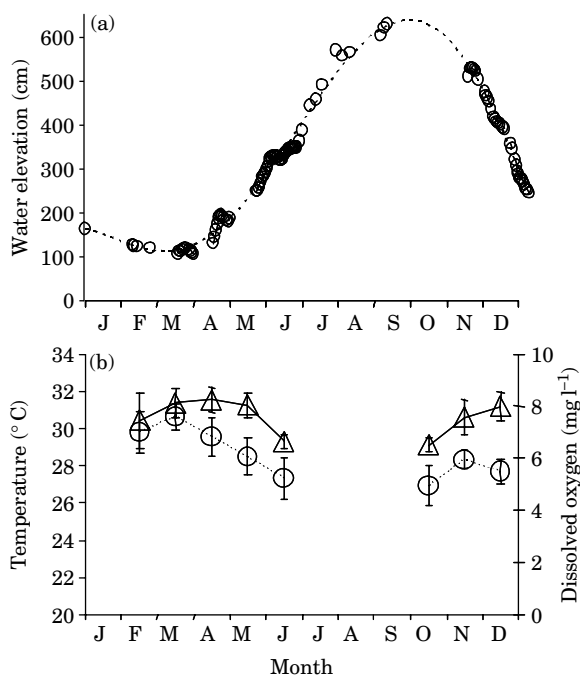 (a)
600
500
400
300
200
100
0
Water elevation (cm)
J F M A M J J A S O N D
(b)
34
32
30
28
26
24
22
20
Temperature (° C)
10
8
6
4
2
0
Dissolved oxygen (mg l⁻¹)
J F M A M J J A S O N D
Month